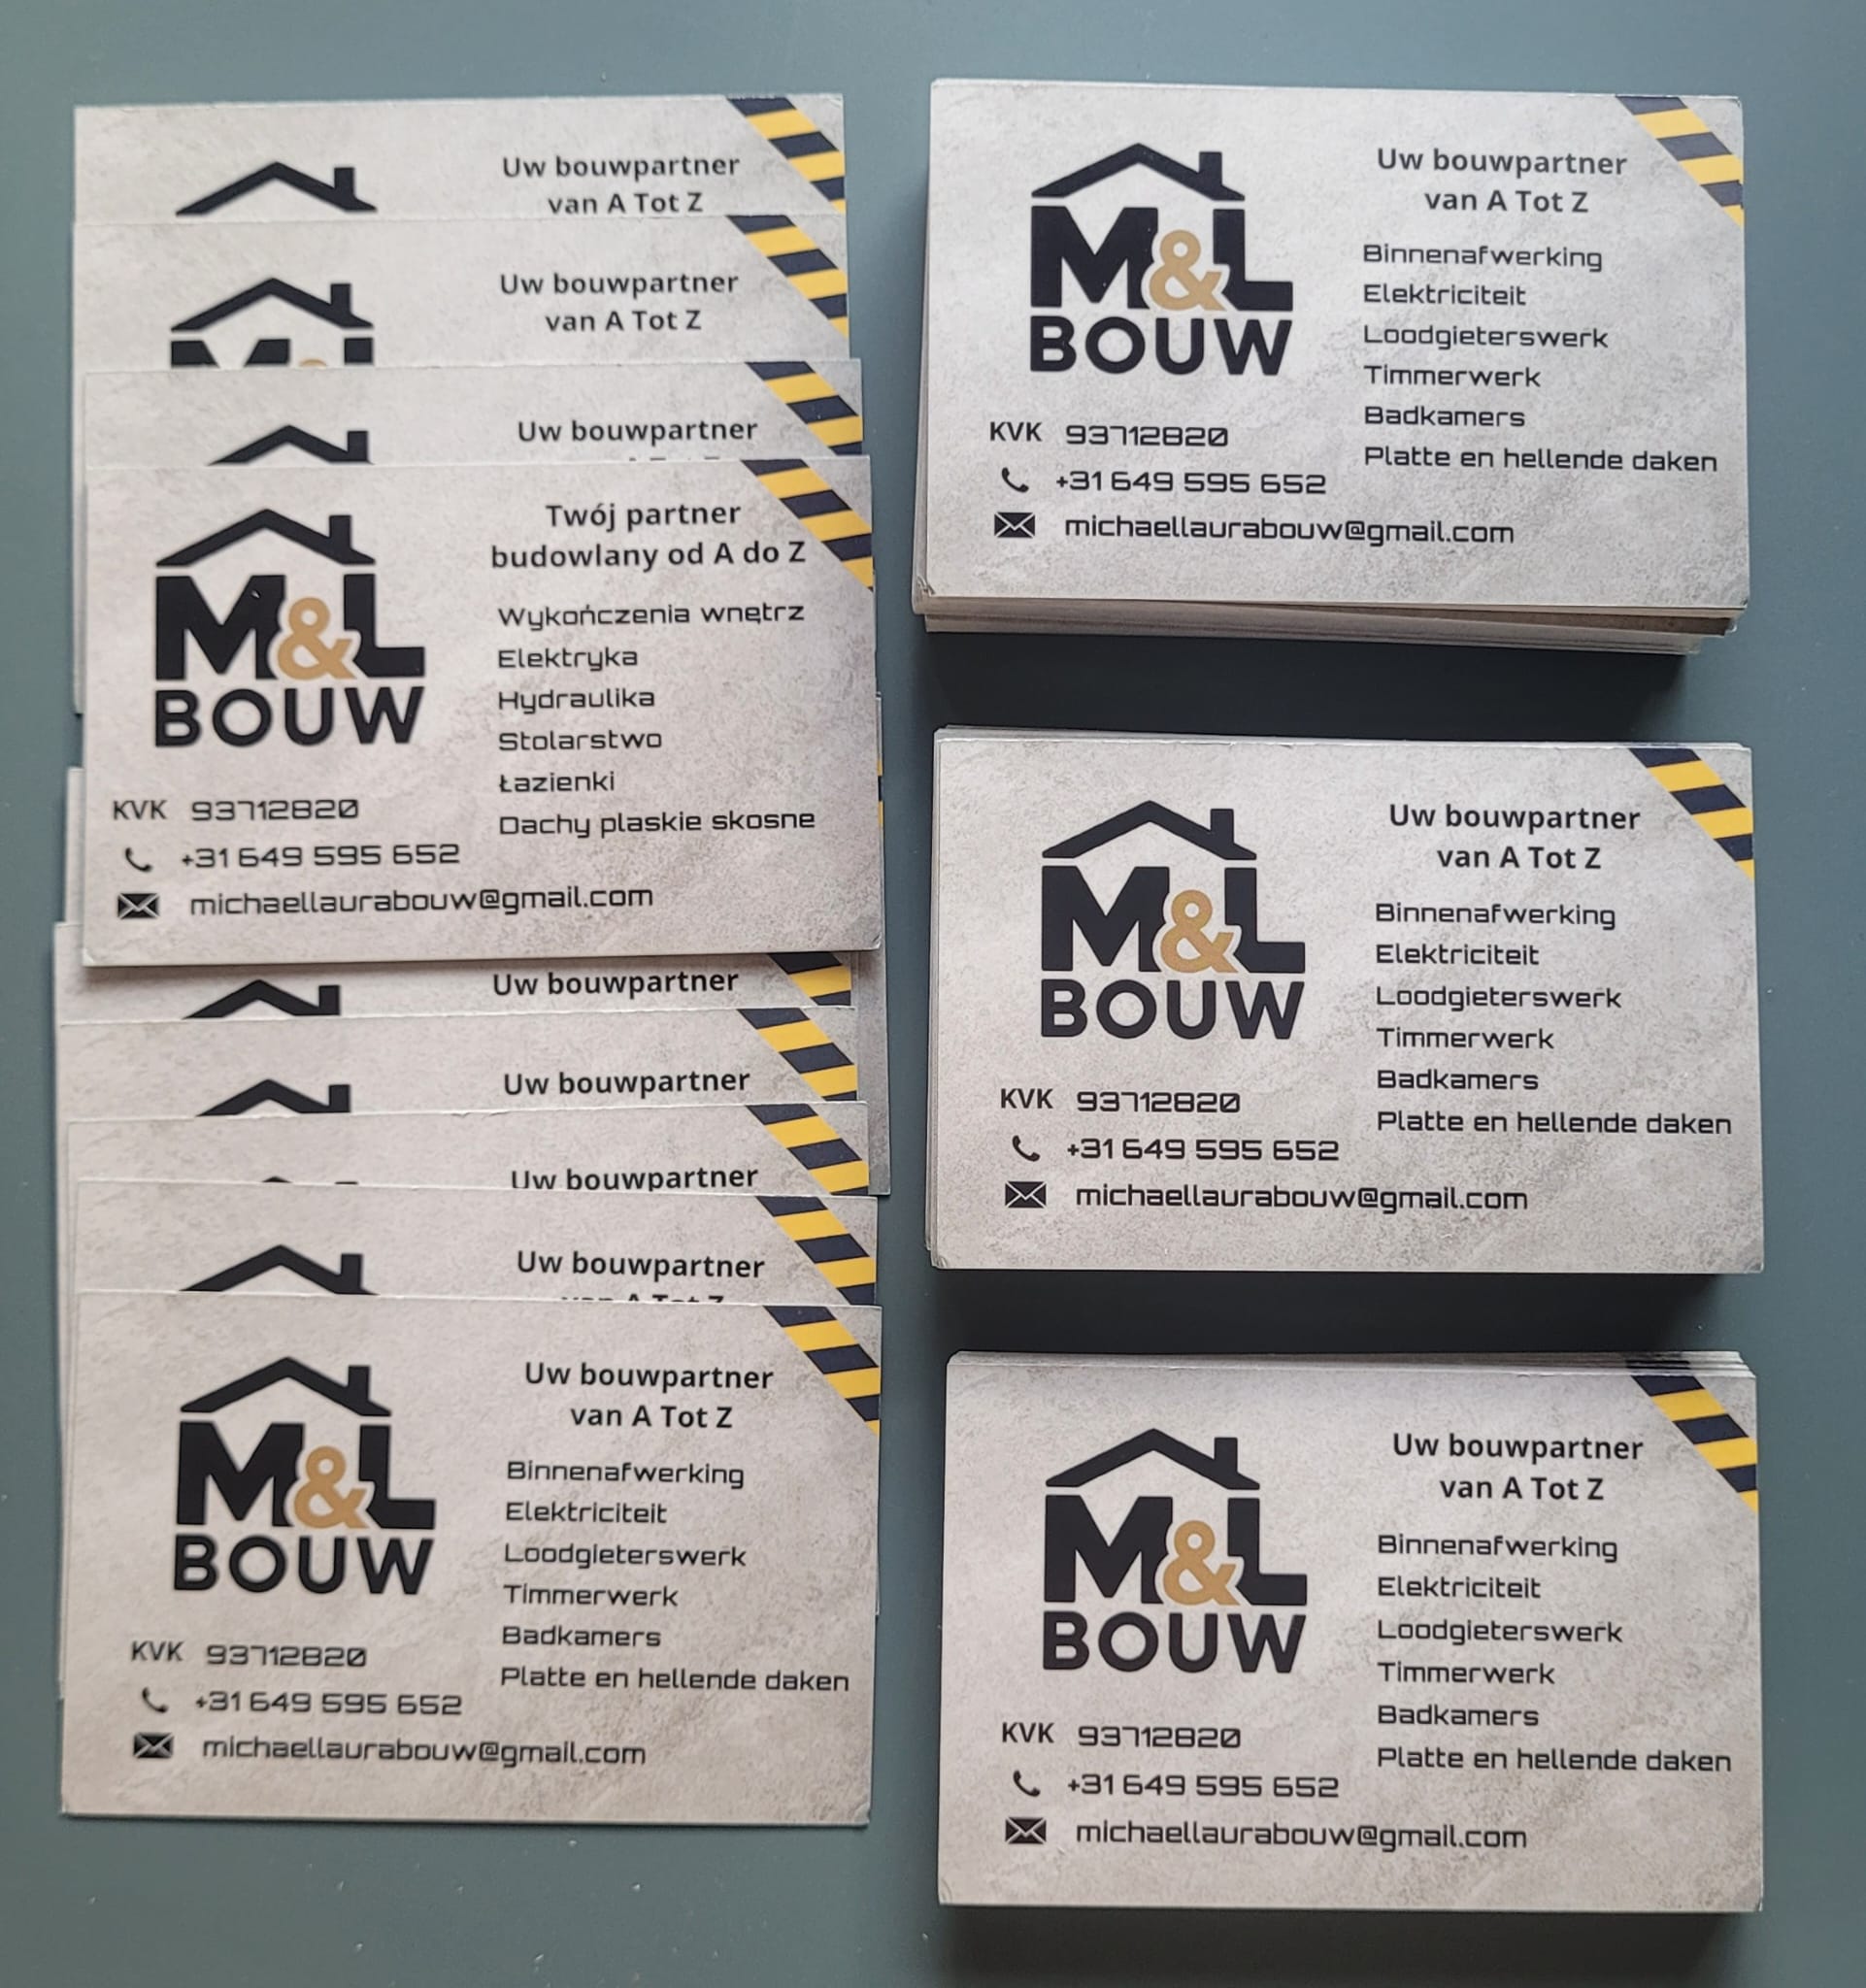 Uw bouwpartner
van A Tot Z
Uw bouwpartner
van A Tot Z
Uw bouwpartner
Twój partner
budowlany od A do Z
M&L
BOUW
Wykończenia wnętrz
Elektryka
Hydraulika
Stolarstwo
Łazienki
Dachy plaskie skosne
KVK 93712820
+31 649 595 652
michaellaurabouw@gmail.com
Uw bouwpartner
Uw bouwpartner
Uw bouwpartner
Uw bouwpartner
van A Tot Z
Uw bouwpartner
van A Tot Z
M&L
BOUW
Binnenafwerking
Elektriciteit
Loodgieterswerk
Timmerwerk
Badkamers
Platte en hellende daken
KVK 93712820
+31 649 595 652
michaellaurabouw@gmail.com
Uw bouwpartner
van A Tot Z
M&L
BOUW
Binnenafwerking
Elektriciteit
Loodgieterswerk
Timmerwerk
Badkamers
Platte en hellende daken
KVK 93712820
+31 649 595 652
michaellaurabouw@gmail.com
Uw bouwpartner
van A Tot Z
M&L
BOUW
Binnenafwerking
Elektriciteit
Loodgieterswerk
Timmerwerk
Badkamers
Platte en hellende daken
KVK 93712820
+31 649 595 652
michaellaurabouw@gmail.com
Uw bouwpartner
van A Tot Z
M&L
BOUW
Binnenafwerking
Elektriciteit
Loodgieterswerk
Timmerwerk
Badkamers
Platte en hellende daken
KVK 93712820
+31 649 595 652
michaellaurabouw@gmail.com